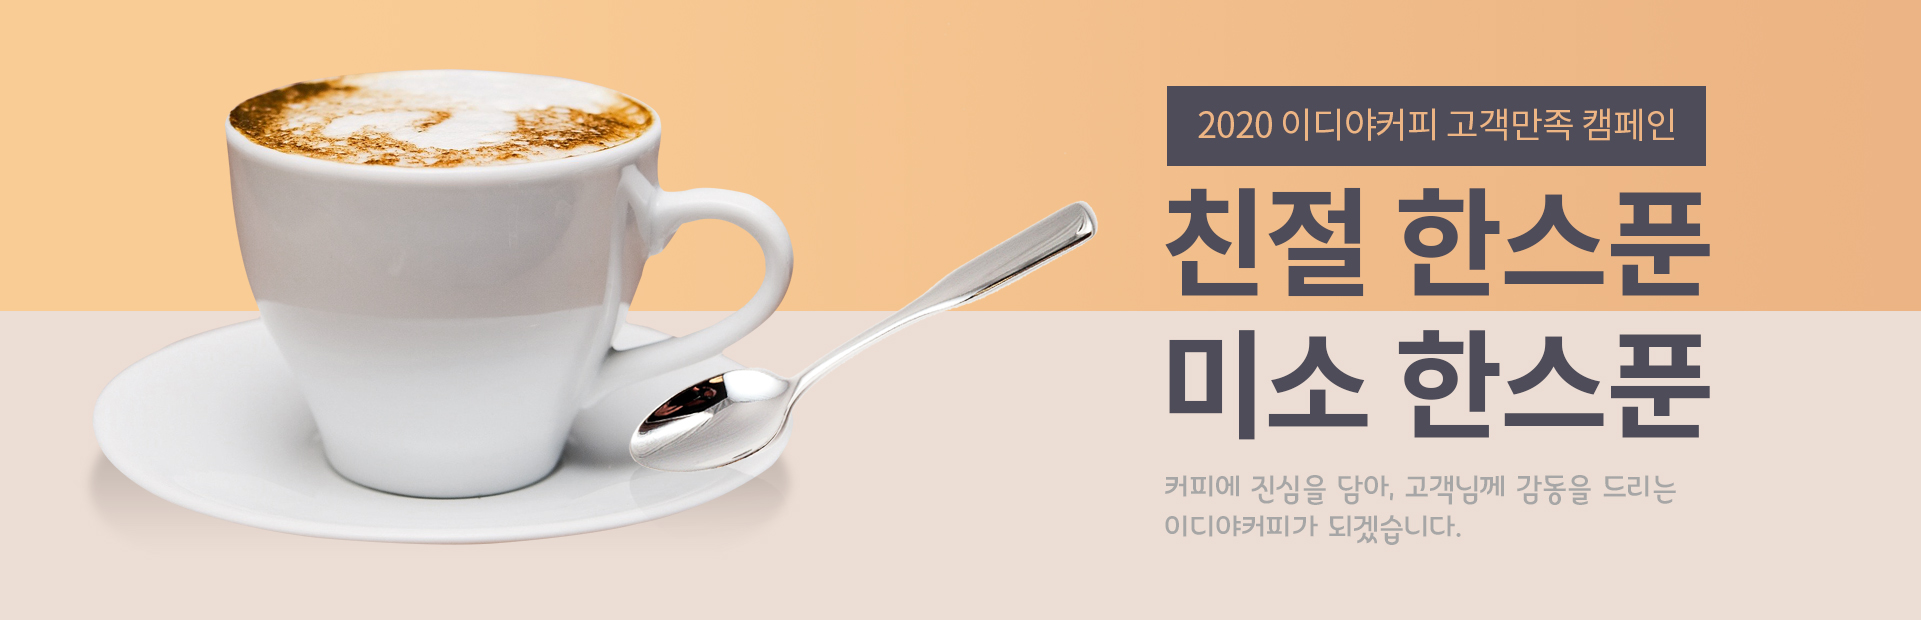 2020 이디야커피 고객만족 캠페인
친절 한스푼
미소 한스푼
커피에 진심을 담아, 고객님께 감동을 드리는
이디야커피가 되겠습니다.